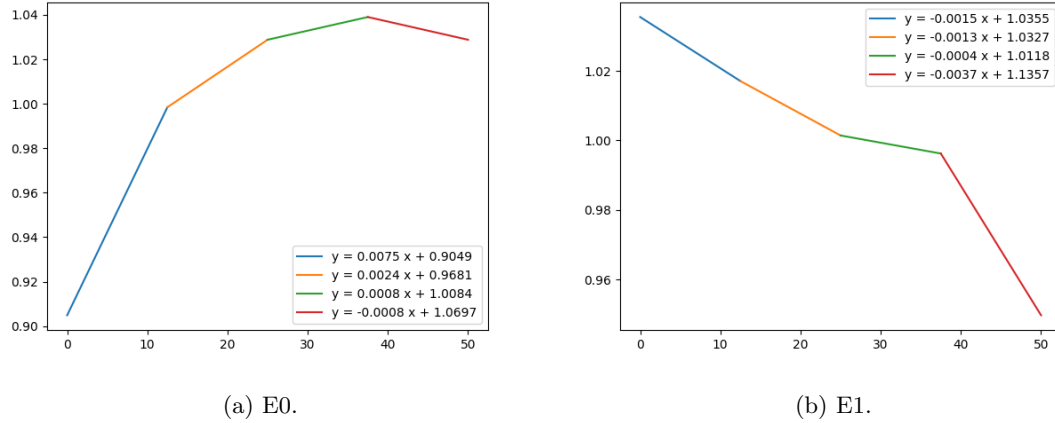 1.04
1.02
1.00
0.98
0.96
0.94
0.92
0.90
0 10 20 30 40 50
y = 0.0075 x + 0.9049
y = 0.0024 x + 0.9681
y = 0.0008 x + 1.0084
y = -0.0008 x + 1.0697
(a) E0.
1.02
1.00
0.98
0.96
0 10 20 30 40 50
y = -0.0015 x + 1.0355
y = -0.0013 x + 1.0327
y = -0.0004 x + 1.0118
y = -0.0037 x + 1.1357
(b) E1.